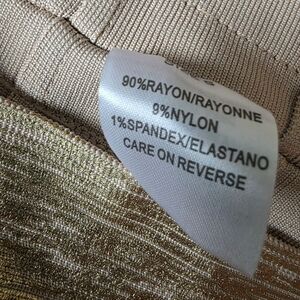 90%RAYON/RAYONNE
9%NYLON
1%SPANDEX/ELASTANO
CARE ON REVERSE